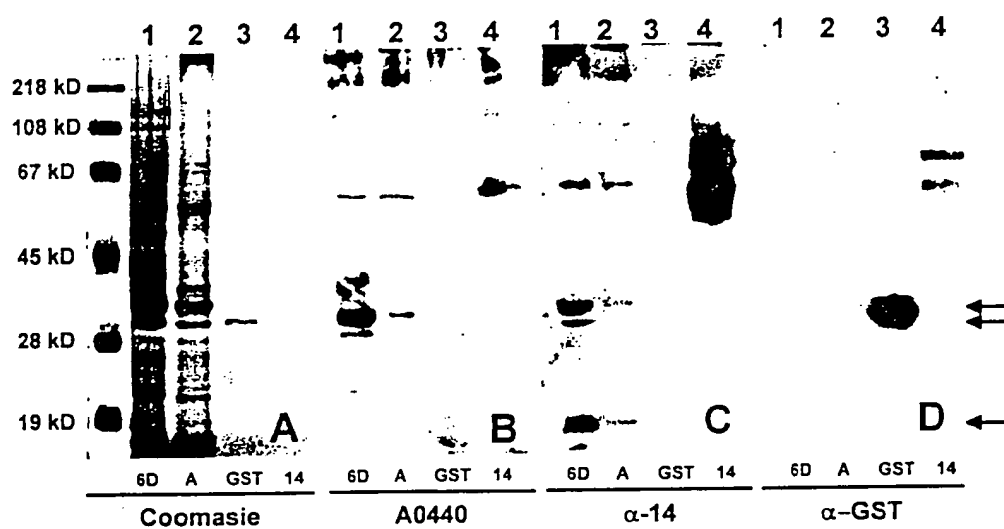 1 2 3 4 1 2 3 4 1 2 3 4 1 2 3 4
218 kD
108 kD
67 kD
45 kD
28 kD
19 kD
A B C D
6D A GST 14 6D A GST 14 6D A GST 14 6D A GST 14
Coomasie A0440 α-14 α-GST